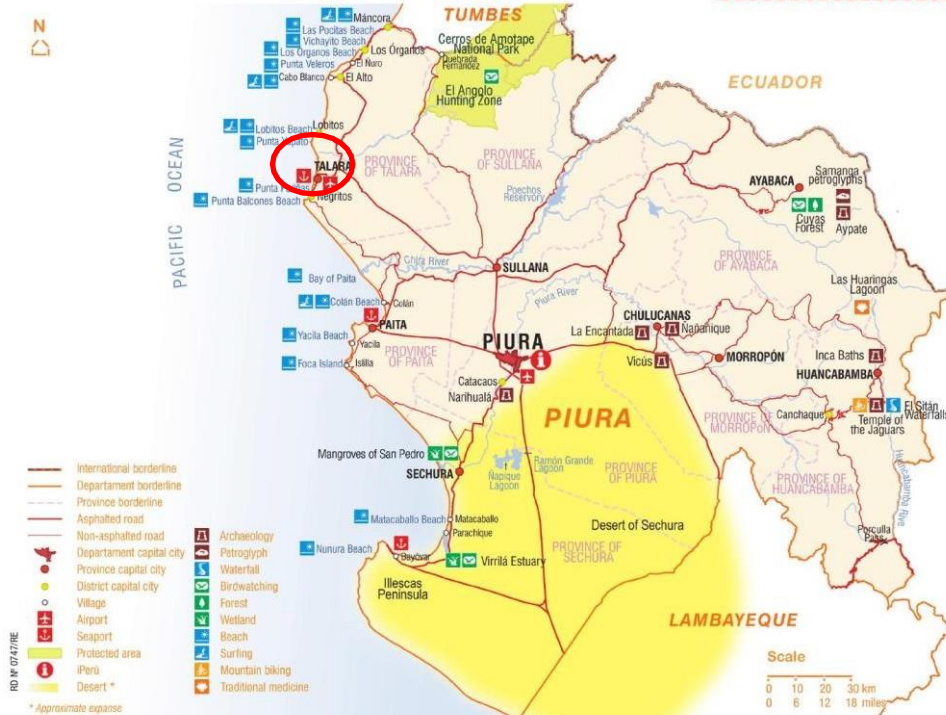 N
TUMBES
Máncora
Las Pocitas Beach
Vichayito Beach
Los Órganos
Los Órganos Beach
Punta Veleros
El Ñuro
Cabo Blanco
El Alto
Cerros de Amotape
National Park
Quebrada
Fernández
El Angolo
Hunting Zone
ECUADOR
Lobitos
Lobitos Beach
TALARA
Negritos
Punta Balcones Beach
PROVINCE
OF TALARA
PROVINCE
OF SULLANA
PACIFIC OCEAN
Poechos
Reservory
Samanga
petroglyphs
AYABACA
Cuyas
Forest
Aypate
PROVINCE
OF AYABACA
Chira River
SULLANA
Bay of Paita
Colán Beach
Colán
PAITA
Piura River
Las Huaringas
Lagoon
CHULUCANAS
La Encantada
Ñañañique
Yacila Beach
Yacila
PROVINCE
OF PAITA
PIURA
Foca Island
Islilla
Vicús
MORROPÓN
Inca Baths
HUANCABAMBA
Catacaos
Narihualá
PIURA
Canchaque
El Sitán
Waterfalls
Temple of
the Jaguars
PROVINCE OF
MORROPóN
Mangroves of San Pedro
SECHURA
Ñapique
Lagoon
Ramón Grande
Lagoon
PROVINCE
OF PIURA
PROVINCE OF
HUANCABAMBA
Huancabamba Rive
Matacaballo Beach
Matacaballo
Parachique
Desert of Sechura
Porculla
Pass
Nunura Beach
Bayóvar
Virrilá Estuary
PROVINCE OF
SECHURA
Illescas
Peninsula
LAMBAYEQUE
International borderline
Departament borderline
Province borderline
Asphalted road
Non-asphalted road
Departament capital city
Province capital city
District capital city
Village
Airport
Seaport
Protected area
iPerú
Desert *
* Approximate expanse
Archaeology
Petroglyph
Waterfall
Birdwatching
Forest
Wetland
Beach
Surfing
Mountain biking
Traditional medicine
RD Nº 0747/RE
Scale
0 10 20 30 km
0 6 12 18 miles